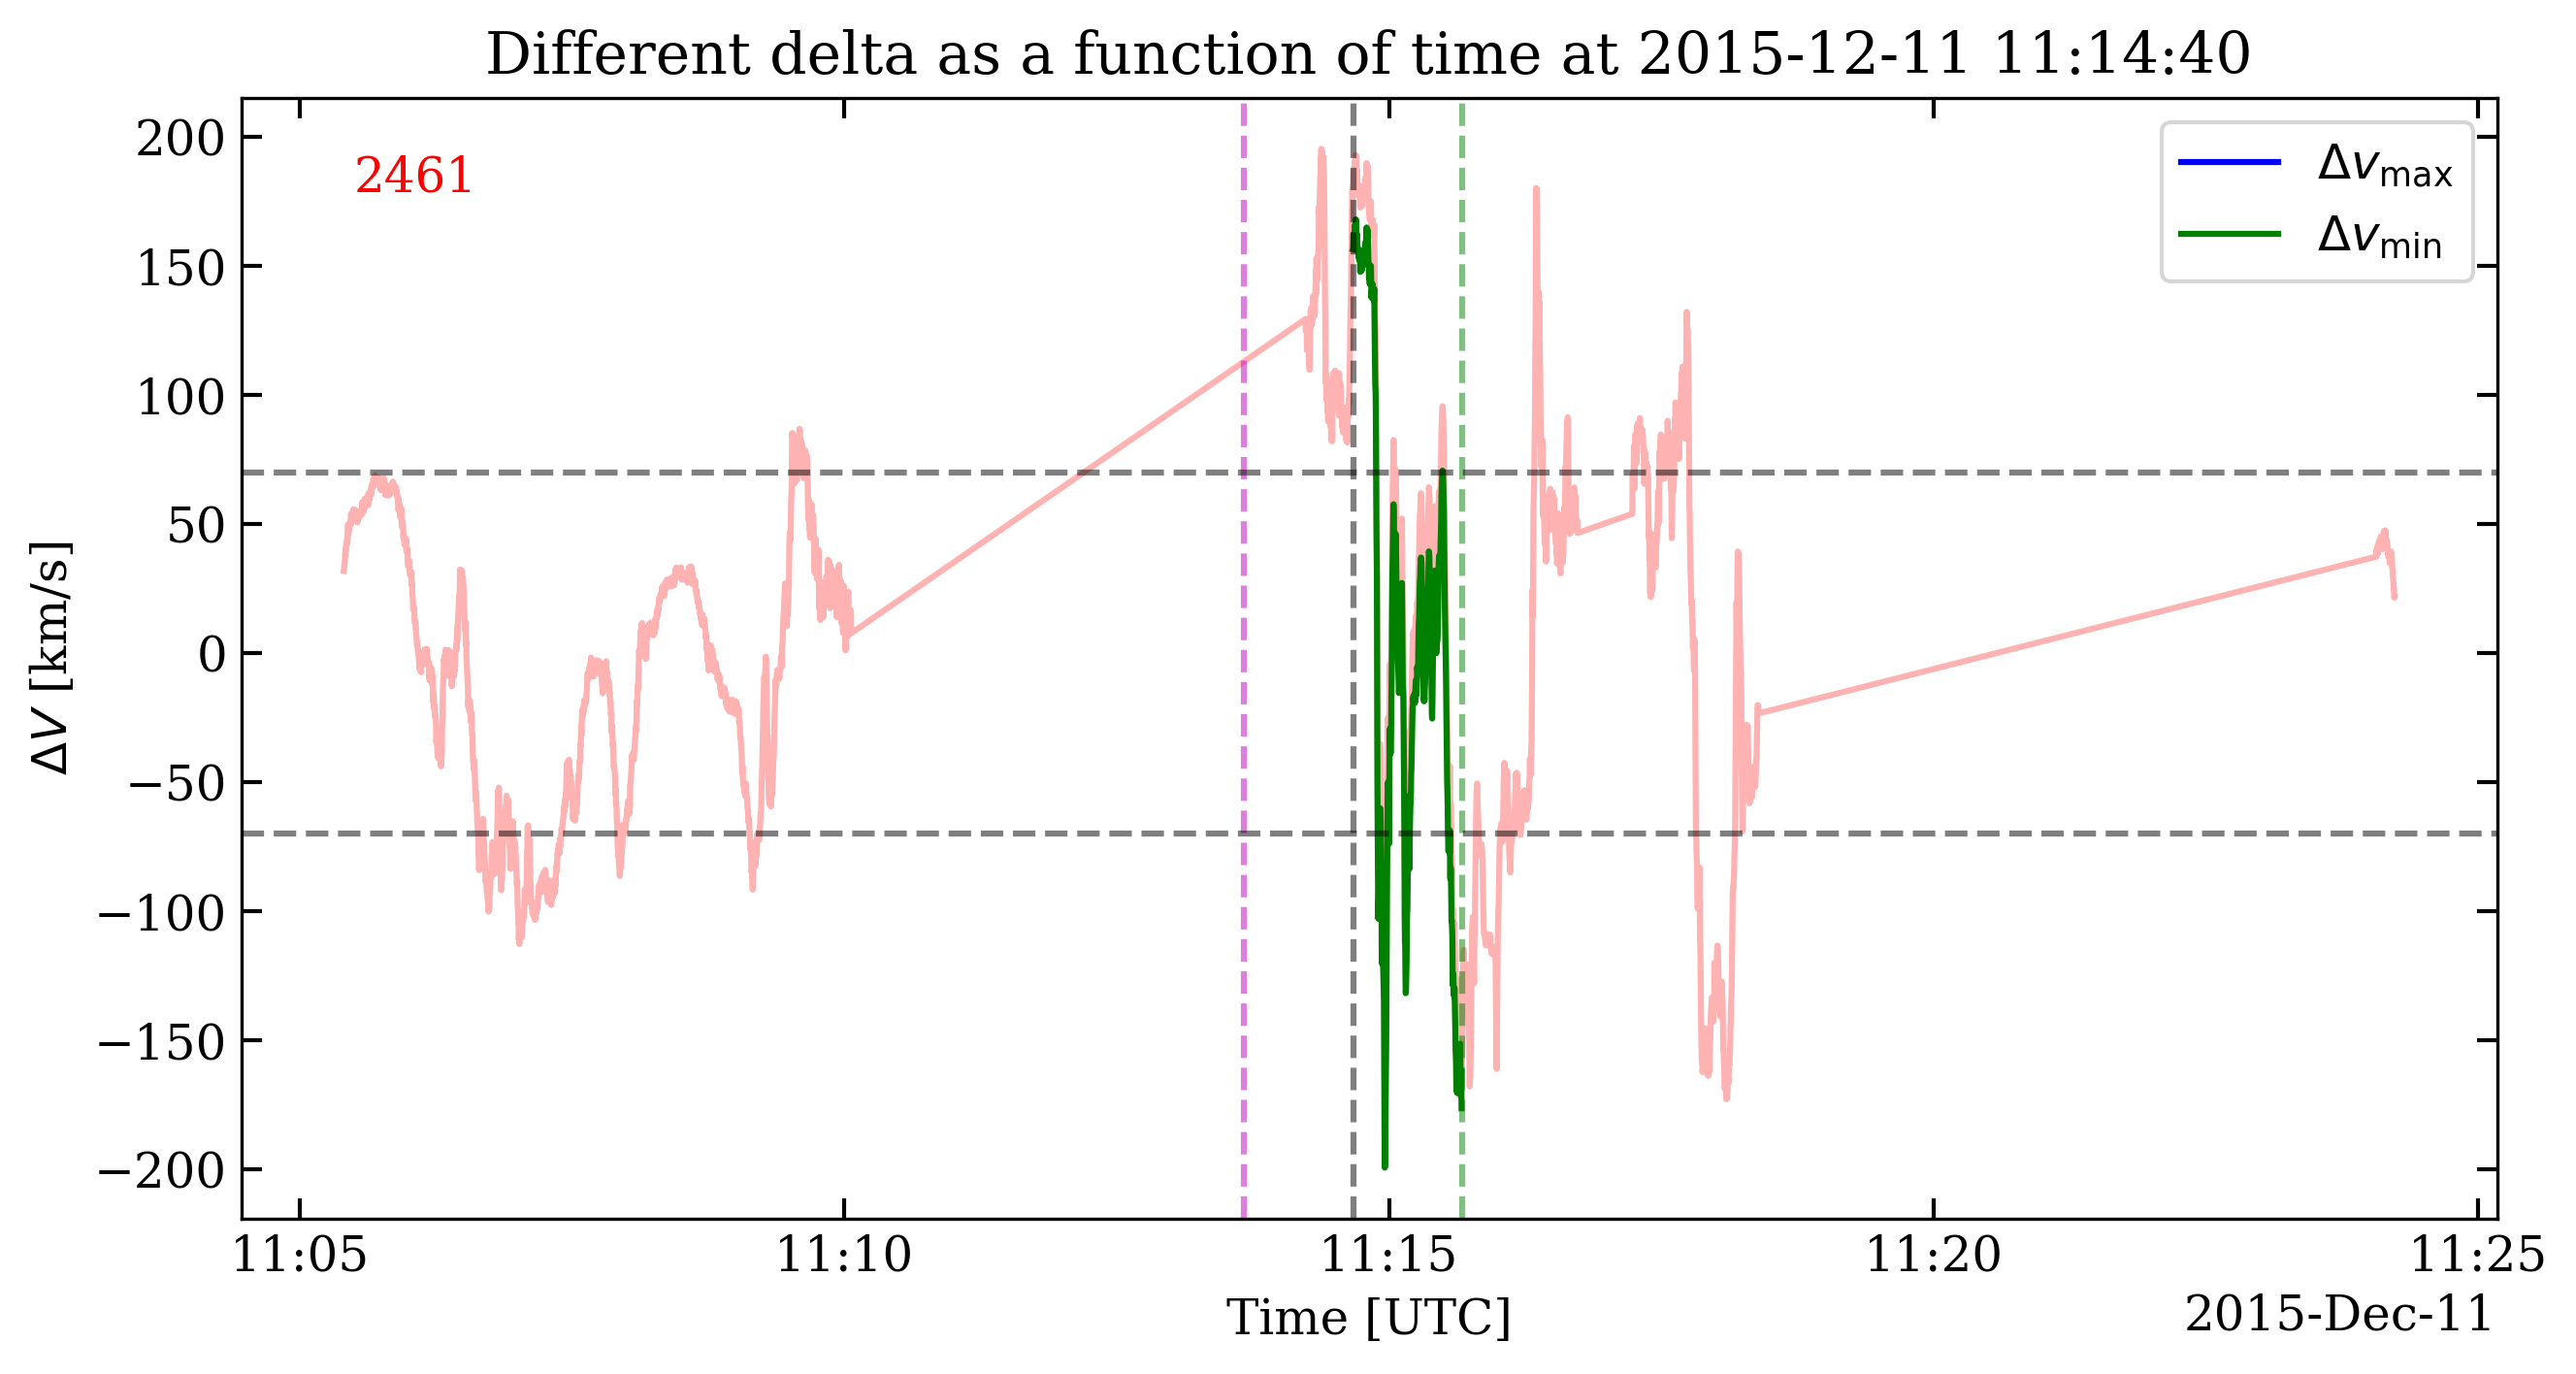 Different delta as a function of time at 2015-12-11 11:14:40
2461
Δv_max
Δv_min
200
150
100
50
0
−50
−100
−150
−200
ΔV [km/s]
11:05 11:10 11:15 11:20 11:25
Time [UTC]
2015-Dec-11